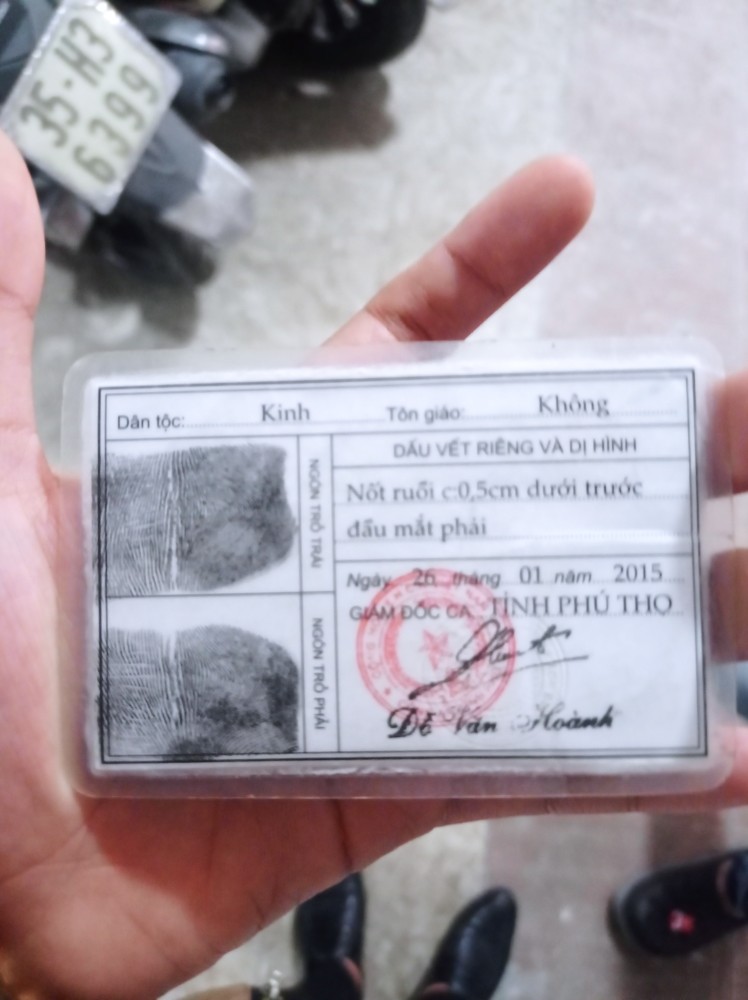 35-H3
6399
Dân tộc: Kinh Tôn giáo: Không
DẤU VẾT RIÊNG VÀ DỊ HÌNH
Nốt ruồi c:0,5cm dưới trước
đầu mắt phải
NGÓN TRỎ TRÁI
Ngày 26 tháng 01 năm 2015
GIÁM ĐỐC CA TỈNH PHÚ THỌ
NGÓN TRỎ PHẢI
Văn Hoành